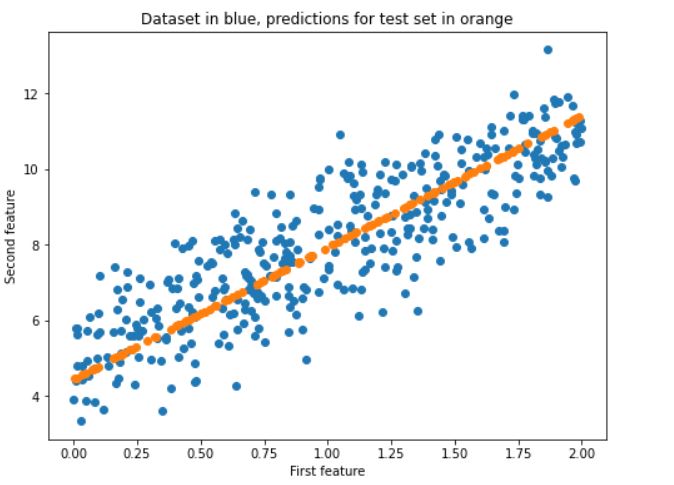 Dataset in blue, predictions for test set in orange
12
10
8
6
4
Second feature
0.00 0.25 0.50 0.75 1.00 1.25 1.50 1.75 2.00
First feature